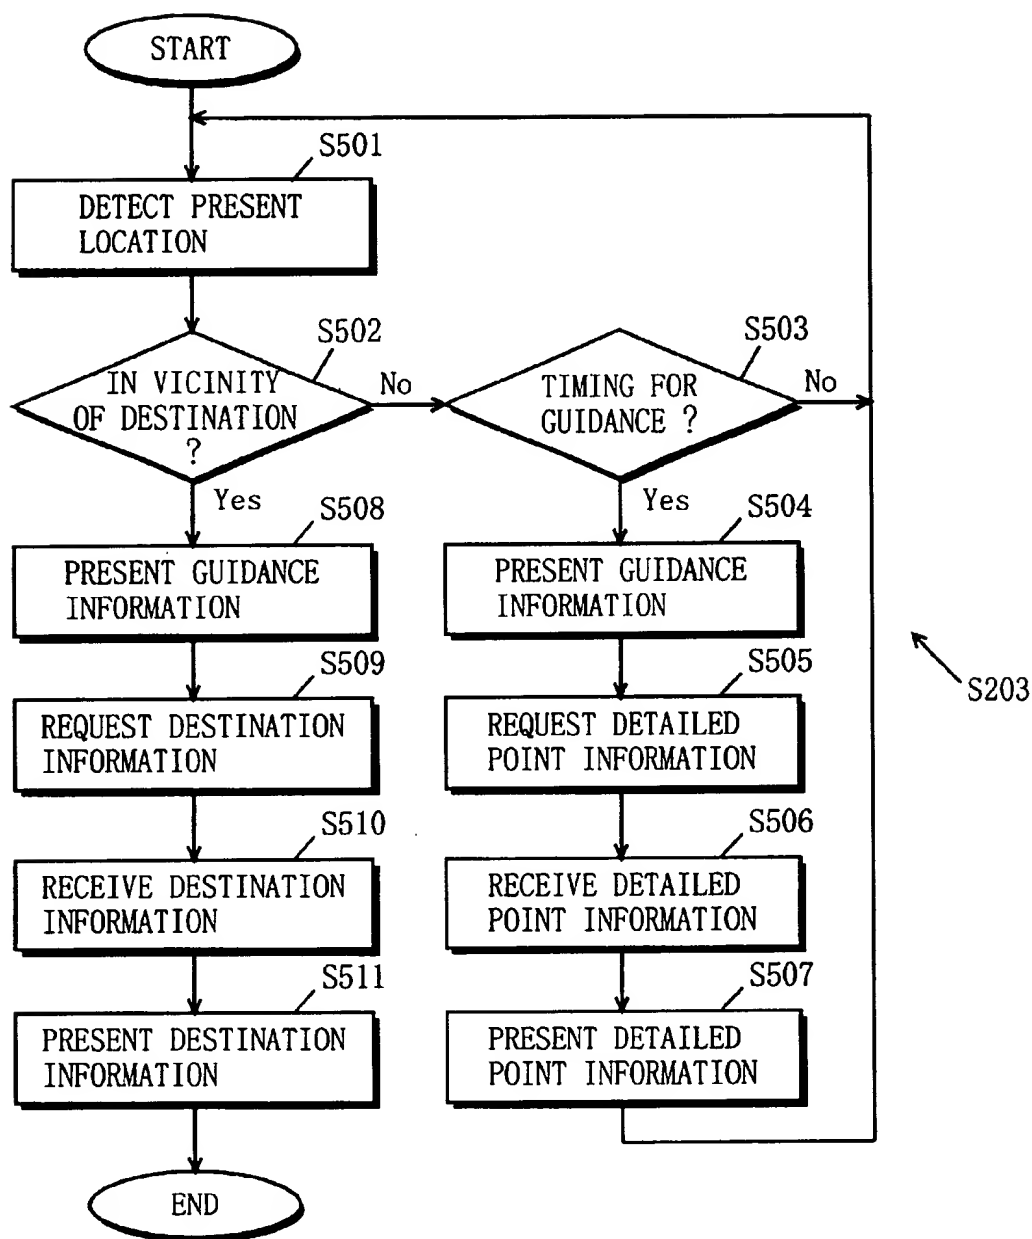 START
S501
DETECT PRESENT
LOCATION
S502
IN VICINITY
OF DESTINATION
?
No
Yes
S503
TIMING FOR
GUIDANCE ?
No
Yes
S508
PRESENT GUIDANCE
INFORMATION
S504
PRESENT GUIDANCE
INFORMATION
S203
S509
REQUEST DESTINATION
INFORMATION
S505
REQUEST DETAILED
POINT INFORMATION
S510
RECEIVE DESTINATION
INFORMATION
S506
RECEIVE DETAILED
POINT INFORMATION
S511
PRESENT DESTINATION
INFORMATION
S507
PRESENT DETAILED
POINT INFORMATION
END